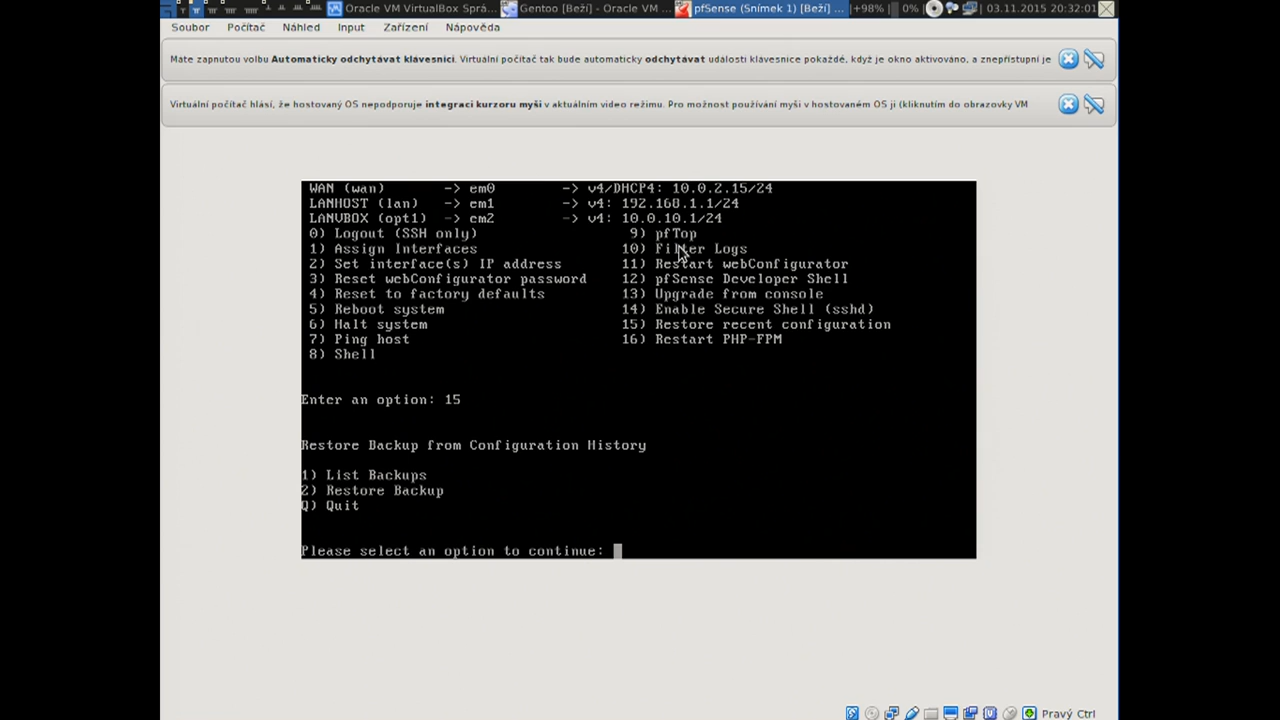 Oracle VM VirtualBox Sprá...
Gentoo [Běží] - Oracle VM ...
pfSense (Snímek 1) [Běží] ...
+98%
0%
03.11.2015 20:32:01
Soubor Počítač Náhled Input Zařízení Nápověda
Máte zapnutou volbu Automaticky odchytávat klávesnici. Virtuální počítač tak bude automaticky odchytávat události klávesnice pokaždé, když je okno aktivováno, a znepřístupní je
Virtuální počítač hlásí, že hostovaný OS nepodporuje integraci kurzoru myši v aktuálním video režimu. Pro možnost používání myši v hostovaném OS ji (kliknutím do obrazovky VM
WAN (wan) -> em0 -> v4/DHCP4: 10.0.2.15/24
LANHOST (lan) -> em1 -> v4: 192.168.1.1/24
LANVBOX (opt1) -> em2 -> v4: 10.0.10.1/24
0) Logout (SSH only) 9) pfTop
1) Assign Interfaces 10) Filter Logs
2) Set interface(s) IP address 11) Restart webConfigurator
3) Reset webConfigurator password 12) pfSense Developer Shell
4) Reset to factory defaults 13) Upgrade from console
5) Reboot system 14) Enable Secure Shell (sshd)
6) Halt system 15) Restore recent configuration
7) Ping host 16) Restart PHP-FPM
8) Shell
Enter an option: 15
Restore Backup from Configuration History
1) List Backups
2) Restore Backup
Q) Quit
Please select an option to continue:
Pravý Ctrl